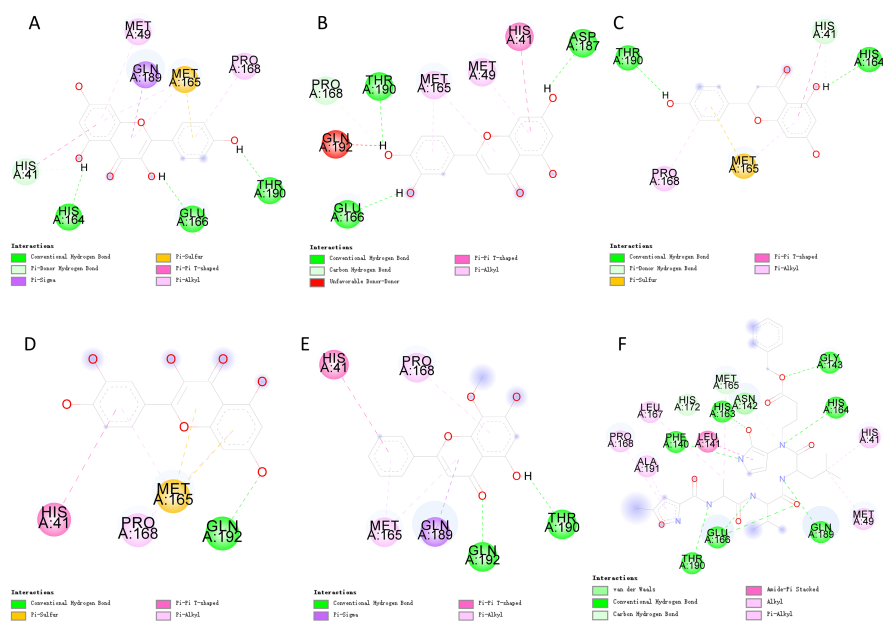 A
MET
A:49
GLN
A:189
MET
A:165
PRO
A:168
O
O
O
O
H
O
O
H
O
H
HIS
A:41
HIS
A:164
GLU
A:166
THR
A:190
Interactions
Conventional Hydrogen Bond
Pi-Donor Hydrogen Bond
Pi-Sigma
Pi-Sulfur
Pi-Pi T-shaped
Pi-Alkyl
B
HIS
A:41
ASP
A:187
MET
A:49
MET
A:165
THR
A:190
PRO
A:168
GLN
A:192
GLU
A:166
H
O
H
O
H
O
O
O
O
Interactions
Conventional Hydrogen Bond
Carbon Hydrogen Bond
Unfavorable Donor-Donor
Pi-Pi T-shaped
Pi-Alkyl
C
HIS
A:41
THR
A:190
HIS
A:164
H
O
O
O
H
O
O
PRO
A:168
MET
A:165
Interactions
Conventional Hydrogen Bond
Pi-Donor Hydrogen Bond
Pi-Sulfur
Pi-Pi T-shaped
Pi-Alkyl
D
O
O
O
O
O
O
O
O
HIS
A:41
MET
A:165
PRO
A:168
GLN
A:192
Interactions
Conventional Hydrogen Bond
Pi-Sulfur
Pi-Pi T-shaped
Pi-Alkyl
E
HIS
A:41
PRO
A:168
O
O
O
O
O
H
MET
A:165
GLN
A:189
GLN
A:192
THR
A:190
Interactions
Conventional Hydrogen Bond
Pi-Sigma
Pi-Pi T-shaped
Pi-Alkyl
F
GLY
A:143
MET
A:165
O
O
HIS
A:172
ASN
A:142
LEU
A:167
HIS
A:163
HIS
A:164
PRO
A:168
PHE
A:140
LEU
A:141
HIS
A:41
ALA
A:191
O
N
N
O
N
O
N
O
N
O
O
N
MET
A:49
GLU
A:166
GLN
A:189
THR
A:190
Interactions
van der Waals
Conventional Hydrogen Bond
Carbon Hydrogen Bond
Amide-Pi Stacked
Alkyl
Pi-Alkyl